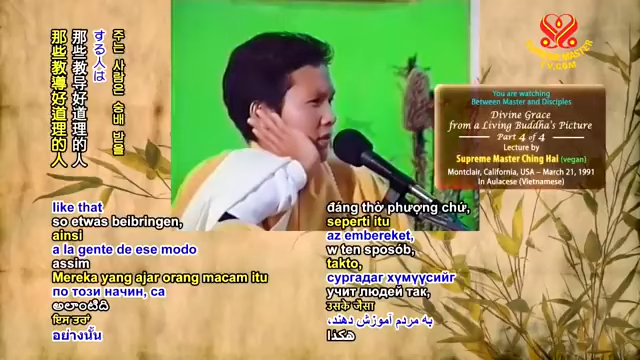 那些教導好道理的人
那些教导好道理的人
する人は
주는 사람은 숭배 받을
SUPREME MASTER
TV.COM
You are watching
Between Master and Disciples
Divine Grace
from a Living Buddha's Picture
Part 4 of 4
Lecture by
Supreme Master Ching Hai (vegan)
Montclair, California, USA – March 21, 1991
In Aulacese (Vietnamese)
like that
so etwas beibringen,
ainsi
a la gente de ese modo
assim
Mereka yang ajar orang macam itu
по този начин, са
అలాంటిది
ਇਸ ਤਰਾਂ
อย่างนั้น
đáng thờ phượng chứ,
seperti itu
az embereket,
w ten sposób,
takto,
сургадаг хүмүүсийг
учит людей так,
उसके जैसा
به مردم آموزش دهند،
هكذا